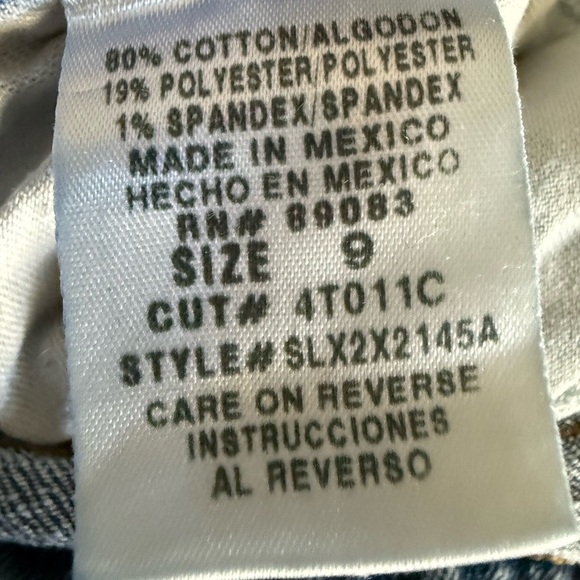 80% COTTON/ALGODON
19% POLYESTER/POLYESTER
1% SPANDEX/SPANDEX
MADE IN MEXICO
HECHO EN MEXICO
RN# 89083
SIZE 9
CUT# 4T011C
STYLE# SLX2X2145A
CARE ON REVERSE
INSTRUCCIONES
AL REVERSO